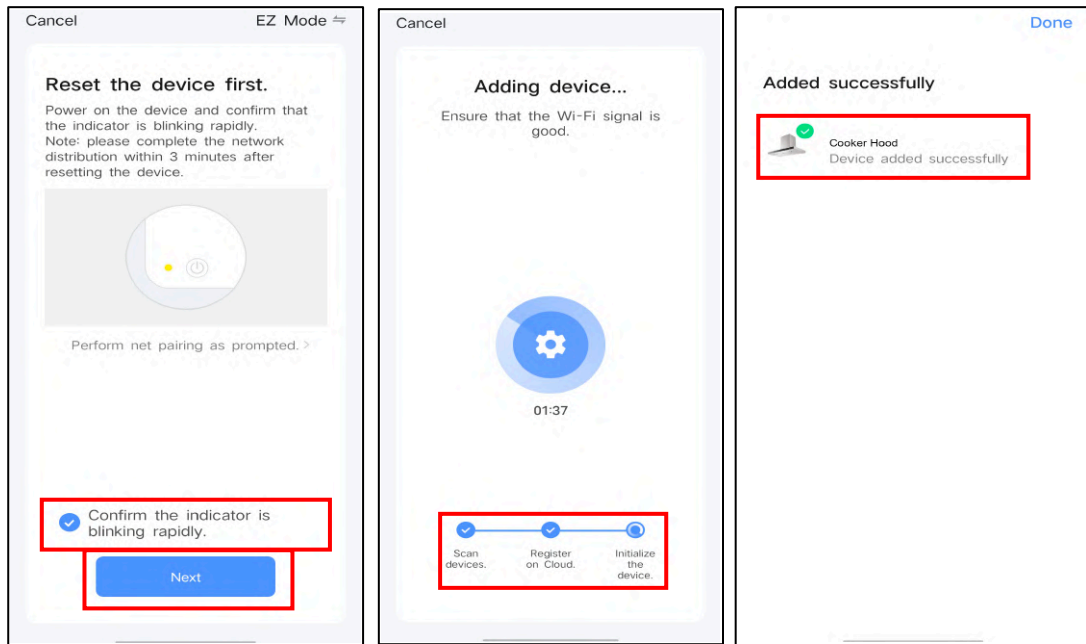 Cancel
EZ Mode ⇋
Reset the device first.
Power on the device and confirm that
the indicator is blinking rapidly.
Note: please complete the network
distribution within 3 minutes after
resetting the device.
Perform net pairing as prompted. >
Confirm the indicator is
blinking rapidly.
Next
Cancel
Adding device...
Ensure that the Wi-Fi signal is
good.
01:37
Scan
devices.
Register
on Cloud.
Initialize
the
device.
Done
Added successfully
Cooker Hood
Device added successfully